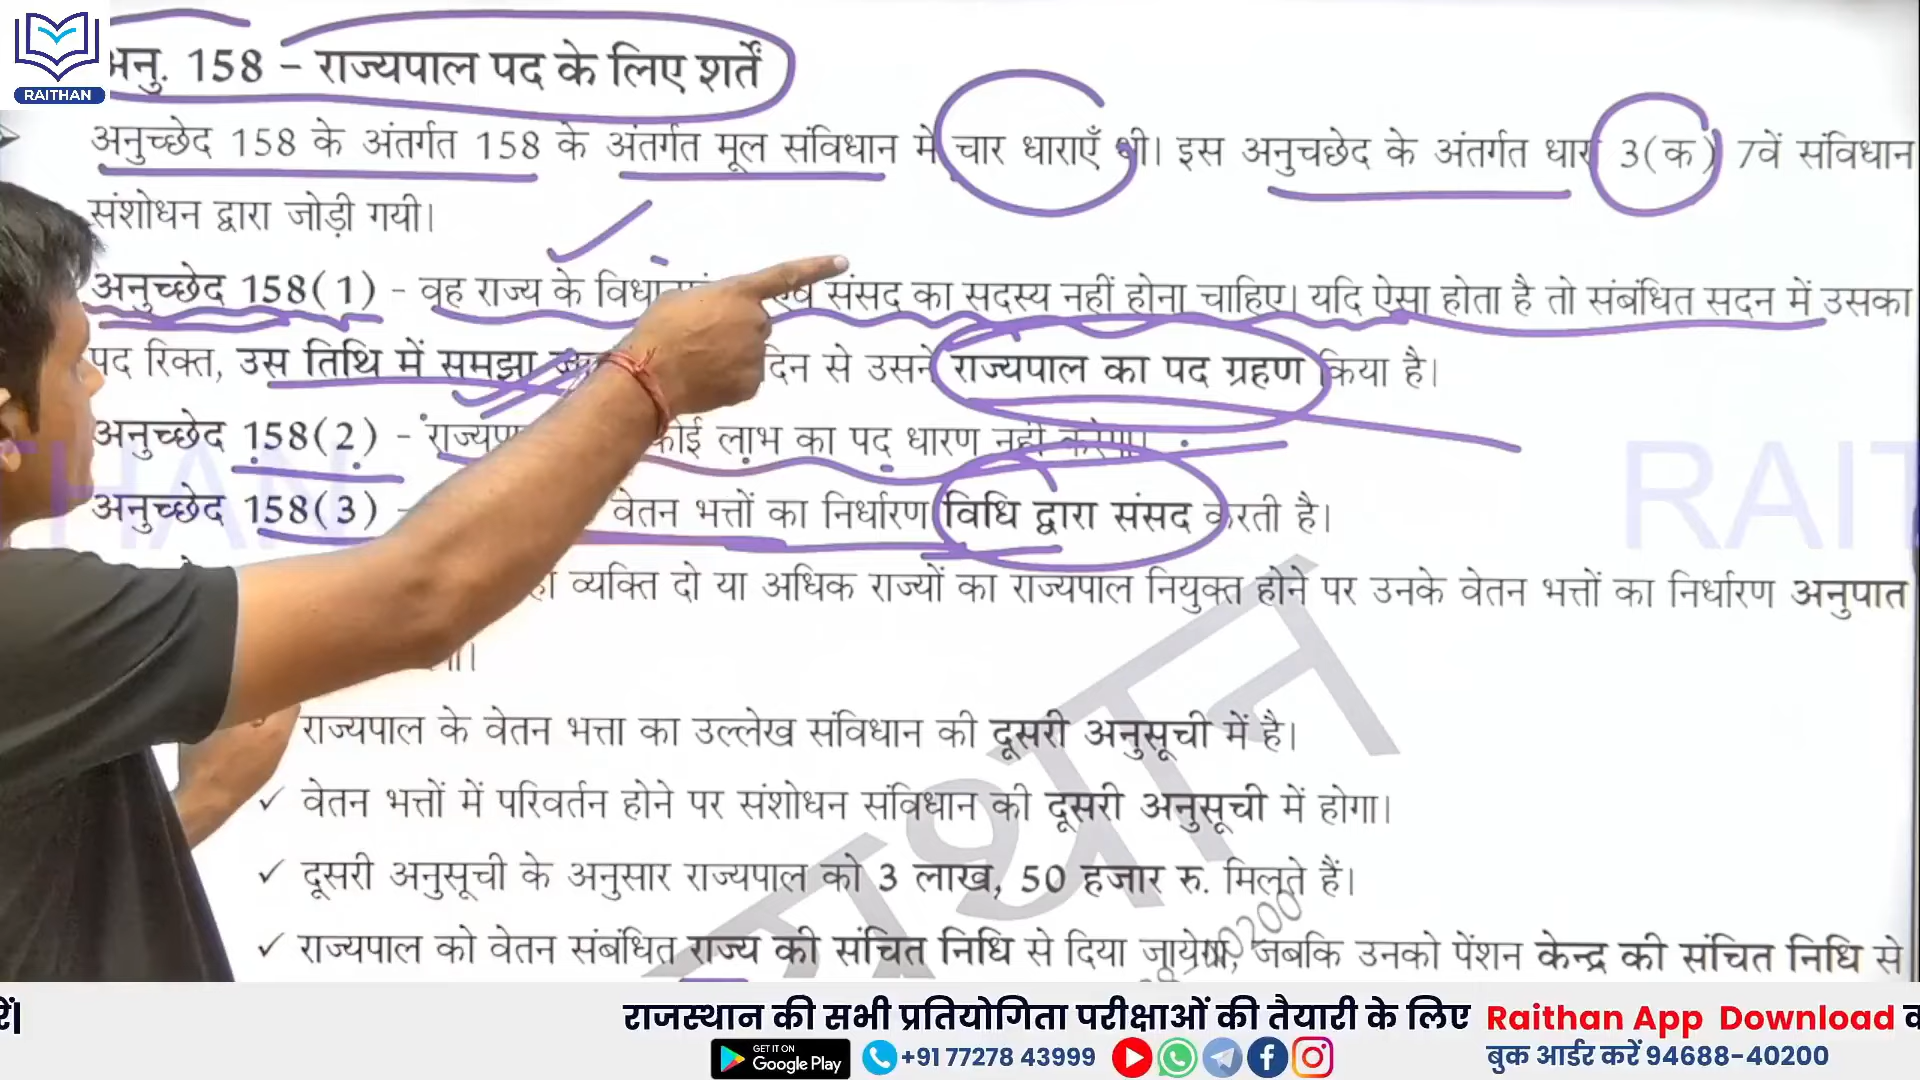 RAITHAN
अनु. 158 – राज्यपाल पद के लिए शर्तें
अनुच्छेद 158 के अंतर्गत 158 के अंतर्गत मूल संविधान में चार धाराएँ थी। इस अनुचछेद के अंतर्गत धारा 3(क) 7वें संविधान
संशोधन द्वारा जोड़ी गयी।
अनुच्छेद 158(1) - वह राज्य के एवं संसद का सदस्य नहीं होना चाहिए। यदि ऐसा होता है तो संबंधित सदन में उसका
पद रिक्त, उस तिथि में समझा दिन से उसने राज्यपाल का पद ग्रहण किया है।
अनुच्छेद 158(2) - कोई लाभ का पद धारण नहीं करेगा।
अनुच्छेद 158(3) - वेतन भत्तों का निर्धारण विधि द्वारा संसद करती है।
व्यक्ति दो या अधिक राज्यों का राज्यपाल नियुक्त होने पर उनके वेतन भत्तों का निर्धारण अनुपात
राज्यपाल के वेतन भत्ता का उल्लेख संविधान की दूसरी अनुसूची में है।
✓ वेतन भत्तों में परिवर्तन होने पर संशोधन संविधान की दूसरी अनुसूची में होगा।
✓ दूसरी अनुसूची के अनुसार राज्यपाल को 3 लाख, 50 हजार रु. मिलते हैं।
✓ राज्यपाल को वेतन संबंधित राज्य की संचित निधि से दिया जायेगा, जबकि उनको पेंशन केन्द्र की संचित निधि से
राजस्थान की सभी प्रतियोगिता परीक्षाओं की तैयारी के लिए Raithan App Download
GET IT ON Google Play +91 77278 43999 बुक आर्डर करें 94688-40200